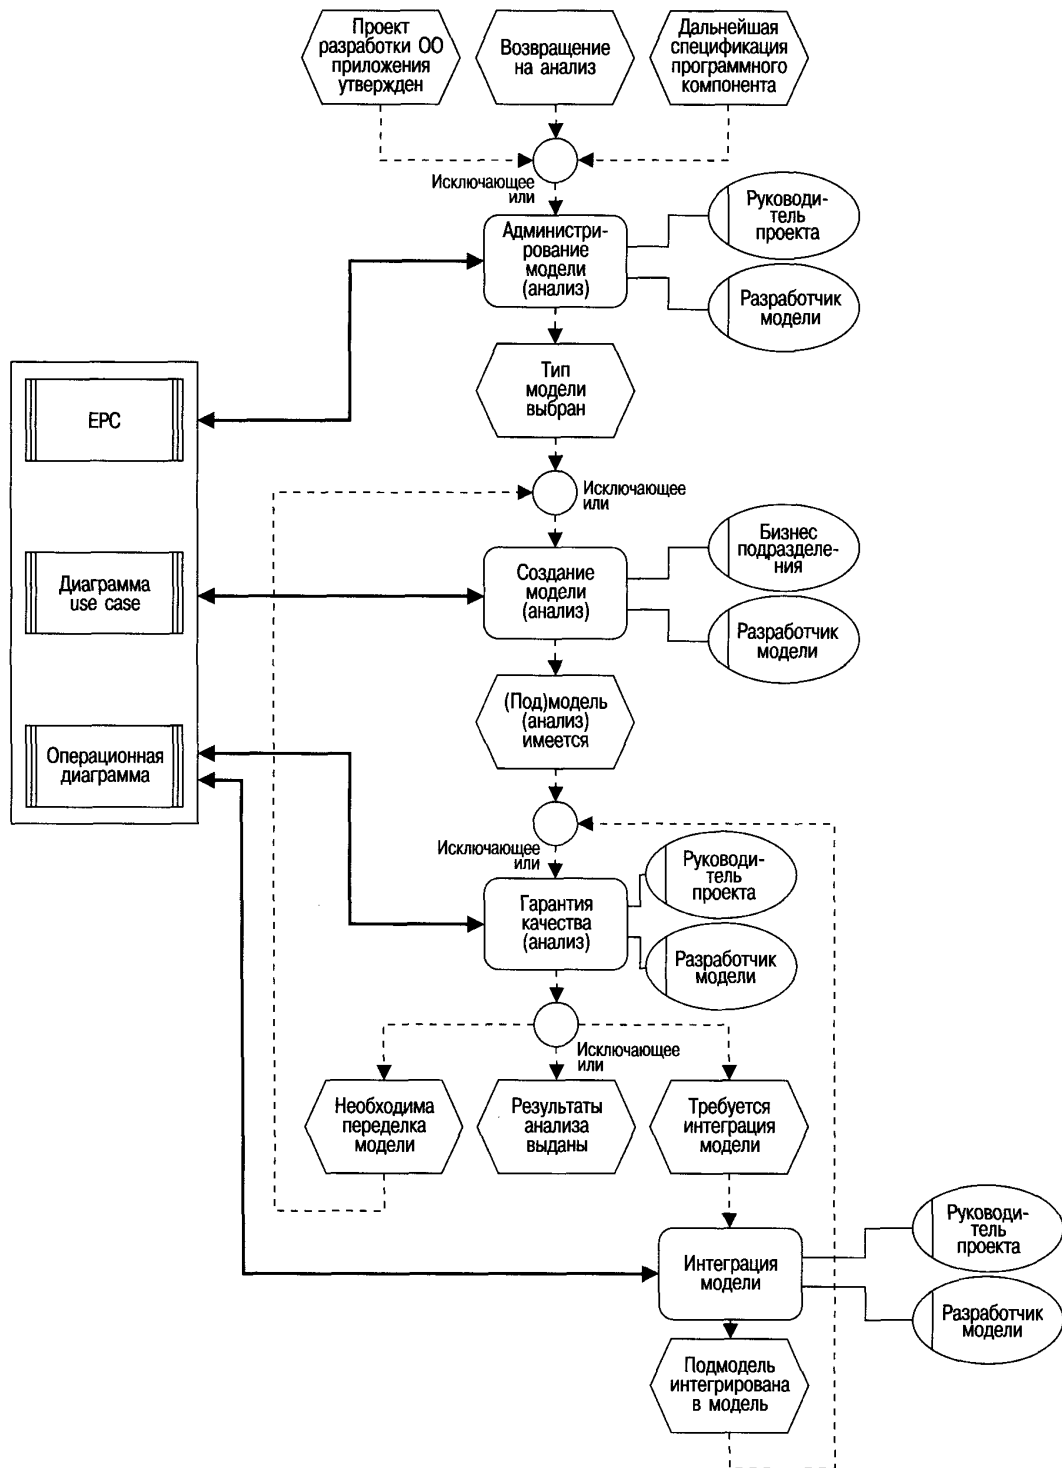 Проект
разработки ОО
приложения
утвержден
Возвращение
на анализ
Дальнейшая
спецификация
программного
компонента
Исключающее
или
Администри-
рование
модели
(анализ)
Руководи-
тель
проекта
Разработчик
модели
Тип
модели
выбран
EPC
Исключающее
или
Диаграмма
use case
Создание
модели
(анализ)
Бизнес
подразделе-
ния
Разработчик
модели
(Под)модель
(анализ)
имеется
Операционная
диаграмма
Исключающее
или
Гарантия
качества
(анализ)
Руководи-
тель
проекта
Разработчик
модели
Исключающее
или
Необходима
переделка
модели
Результаты
анализа
выданы
Требуется
интеграция
модели
Интеграция
модели
Руководи-
тель
проекта
Разработчик
модели
Подмодель
интегрирована
в модель